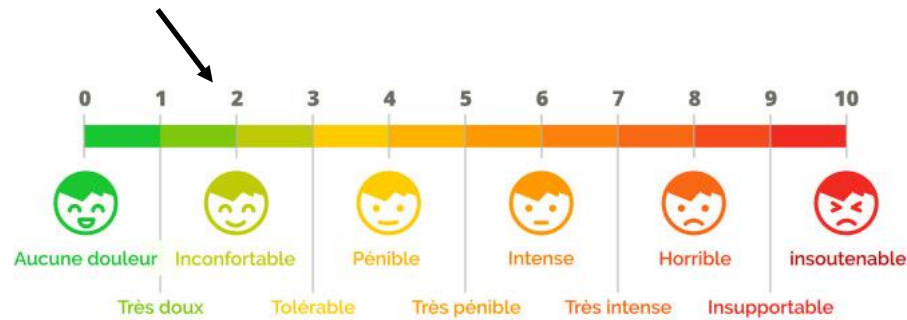 0 1 2 3 4 5 6 7 8 9 10
Aucune douleur Inconfortable Pénible Intense Horrible insoutenable
Très doux Tolérable Très pénible Très intense Insupportable